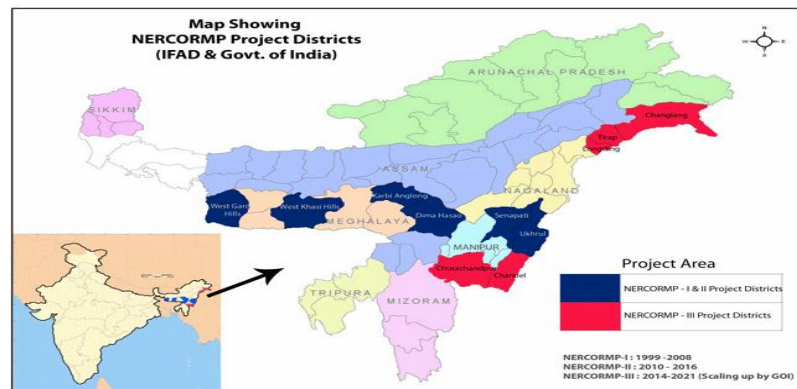 Map Showing
NERCORMP Project Districts
(IFAD & Govt. of India)
N
W
E
S
ARUNACHAL PRADESH
SIKKIM
Changlang
Tirap
Longding
ASSAM
NAGALAND
West Garo
Hills
West Khasi Hills
Karbi Anglong
MEGHALAYA
Dima Hasao
Senapati
Ukhrul
MANIPUR
Churachandpur
Chandel
TRIPURA
MIZORAM
Project Area
NERCORMP - I & II Project Districts
NERCORMP - III Project Districts
NERCORMP-I : 1999 -2008
NERCORMP-II : 2010 - 2016
NERCORMP-III : 2014-2021 (Scaling up by GOI)